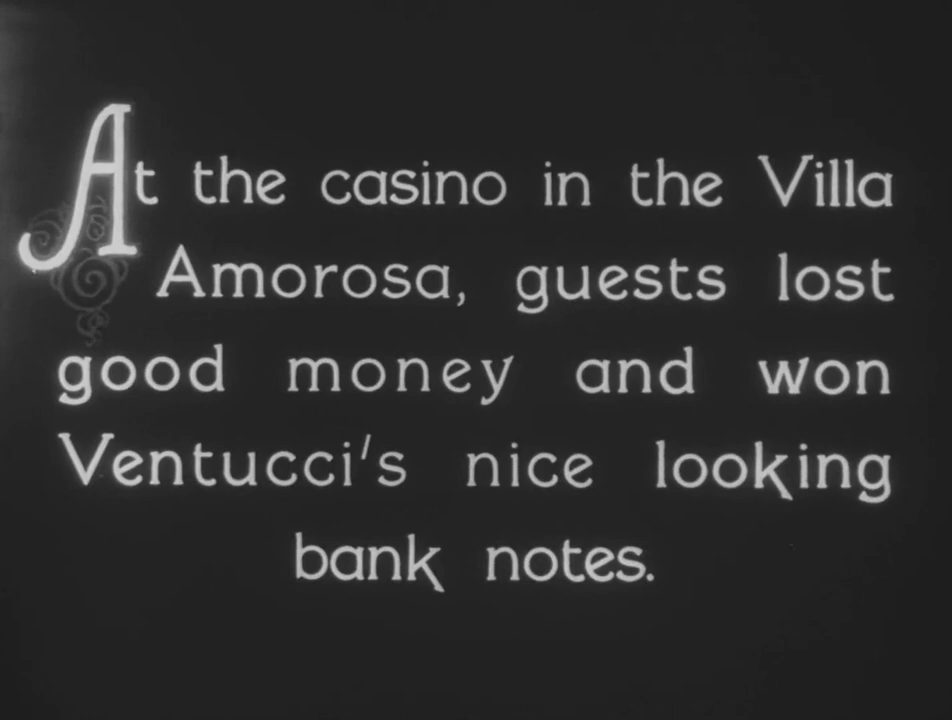 At the casino in the Villa
Amorosa, guests lost
good money and won
Ventucci's nice looking
bank notes.